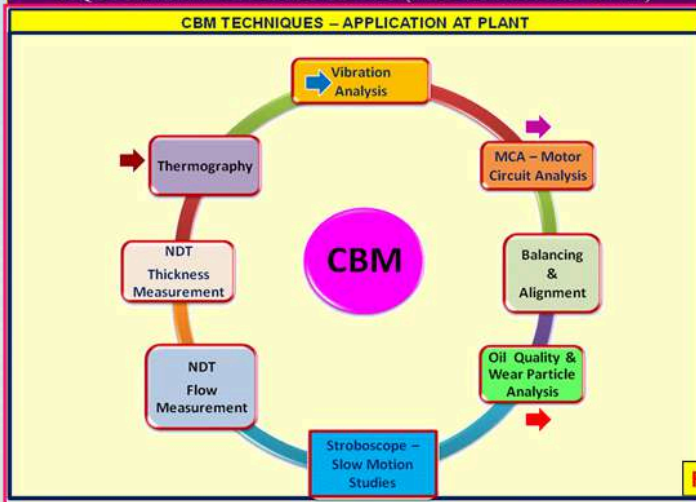 CBM TECHNIQUES – APPLICATION AT PLANT
Vibration
Analysis
MCA – Motor
Circuit Analysis
Balancing
&
Alignment
Oil Quality &
Wear Particle
Analysis
Stroboscope –
Slow Motion
Studies
NDT
Flow
Measurement
NDT
Thickness
Measurement
Thermography
CBM